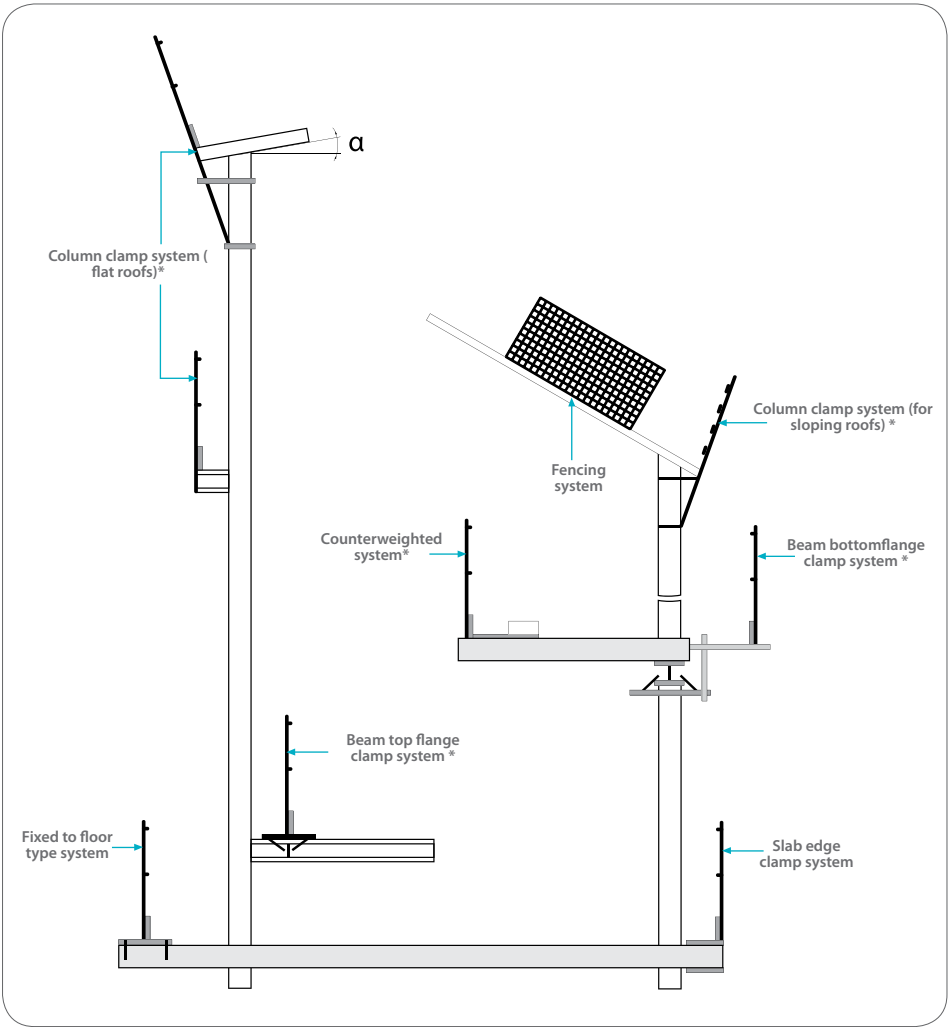 α
Column clamp system (
flat roofs)*
Column clamp system (for
sloping roofs) *
Fencing
system
Counterweighted
system*
Beam bottomflange
clamp system *
Beam top flange
clamp system *
Fixed to floor
type system
Slab edge
clamp system